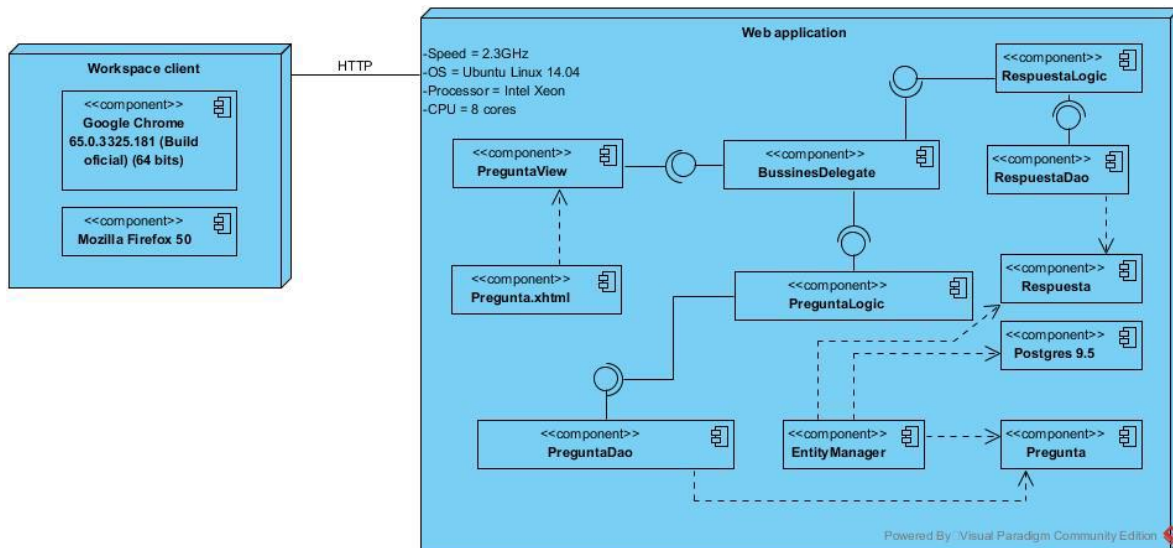 Workspace client
<<component>>
Google Chrome
65.0.3325.181 (Build
oficial) (64 bits)
<<component>>
Mozilla Firefox 50
HTTP
Web application
-Speed = 2.3GHz
-OS = Ubuntu Linux 14.04
-Processor = Intel Xeon
-CPU = 8 cores
<<component>>
RespuestaLogic
<<component>>
PreguntaView
<<component>>
BussinesDelegate
<<component>>
RespuestaDao
<<component>>
Pregunta.xhtml
<<component>>
PreguntaLogic
<<component>>
Respuesta
<<component>>
Postgres 9.5
<<component>>
PreguntaDao
<<component>>
EntityManager
<<component>>
Pregunta
Powered By Visual Paradigm Community Edition